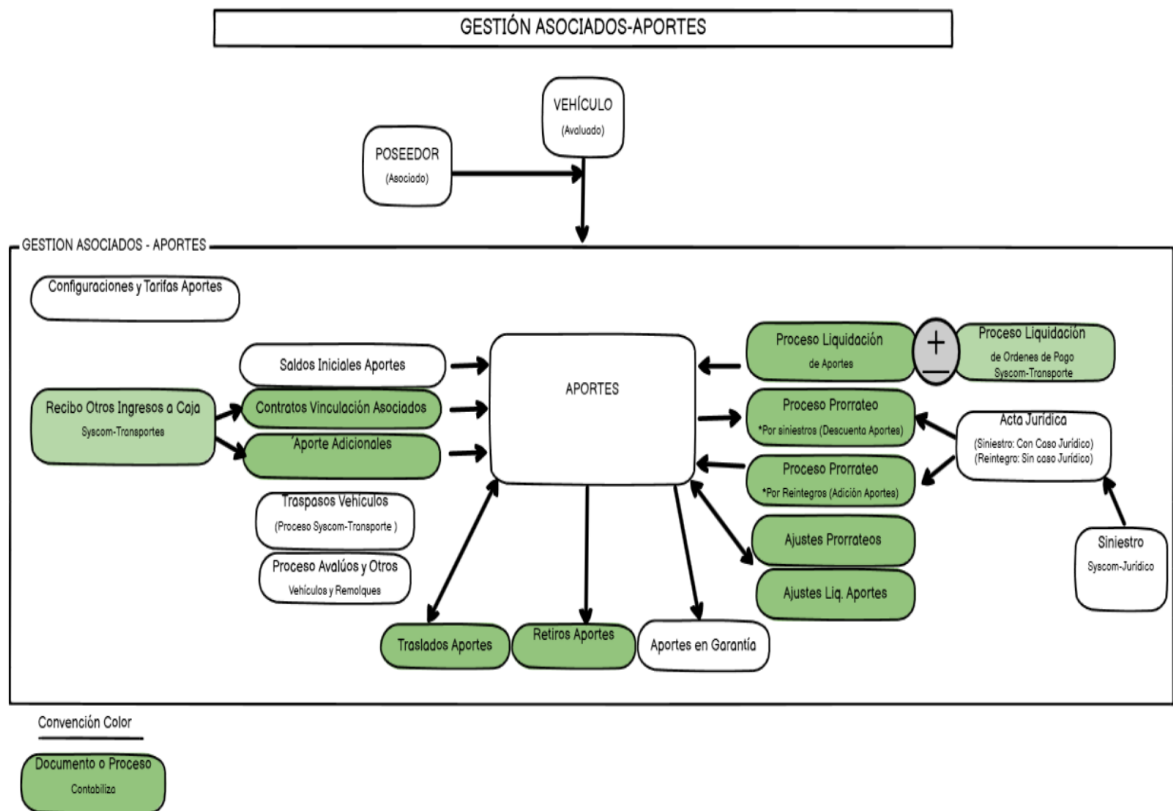 GESTIÓN ASOCIADOS-APORTES
VEHÍCULO
(Avaluado)
POSEEDOR
(Asociado)
GESTION ASOCIADOS - APORTES
Configuraciones y Tarifas Aportes
Saldos Iniciales Aportes
Contratos Vinculación Asociados
Recibo Otros Ingresos a Caja
Syscom-Transportes
'Aporte Adicionales
Traspasos Vehículos
(Proceso Syscom-Transporte )
Proceso Avalúos y Otros
Vehículos y Remolques
APORTES
Proceso Liquidación
de Aportes
+
Proceso Liquidación
de Ordenes de Pago
Syscom-Transporte
Proceso Prorrateo
*Por siniestros (Descuenta Aportes)
Acta Jurídica
(Siniestro: Con Caso Jurídico)
(Reintegro: Sin caso Jurídico)
Proceso Prorrateo
*Por Reintegros (Adición Aportes)
Ajustes Prorrateos
Ajustes Liq. Aportes
Siniestro
Syscom-Jurídico
Traslados Aportes
Retiros Aportes
Aportes en Garantía
Convención Color
Documento o Proceso
Contabiliza